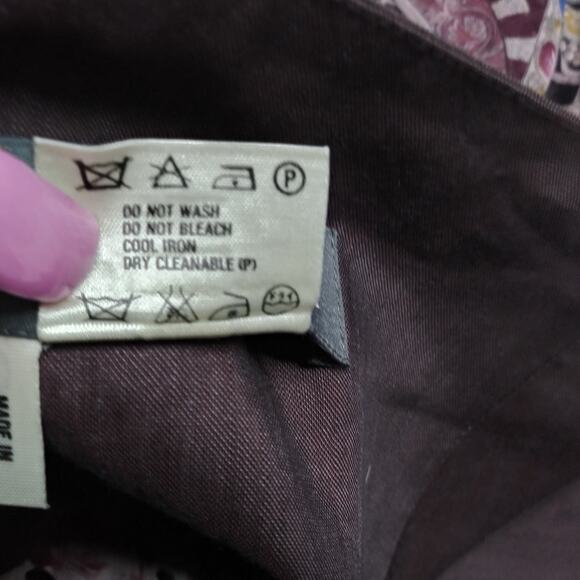 P
DO NOT WASH
DO NOT BLEACH
COOL IRON
DRY CLEANABLE (P)
MADE IN